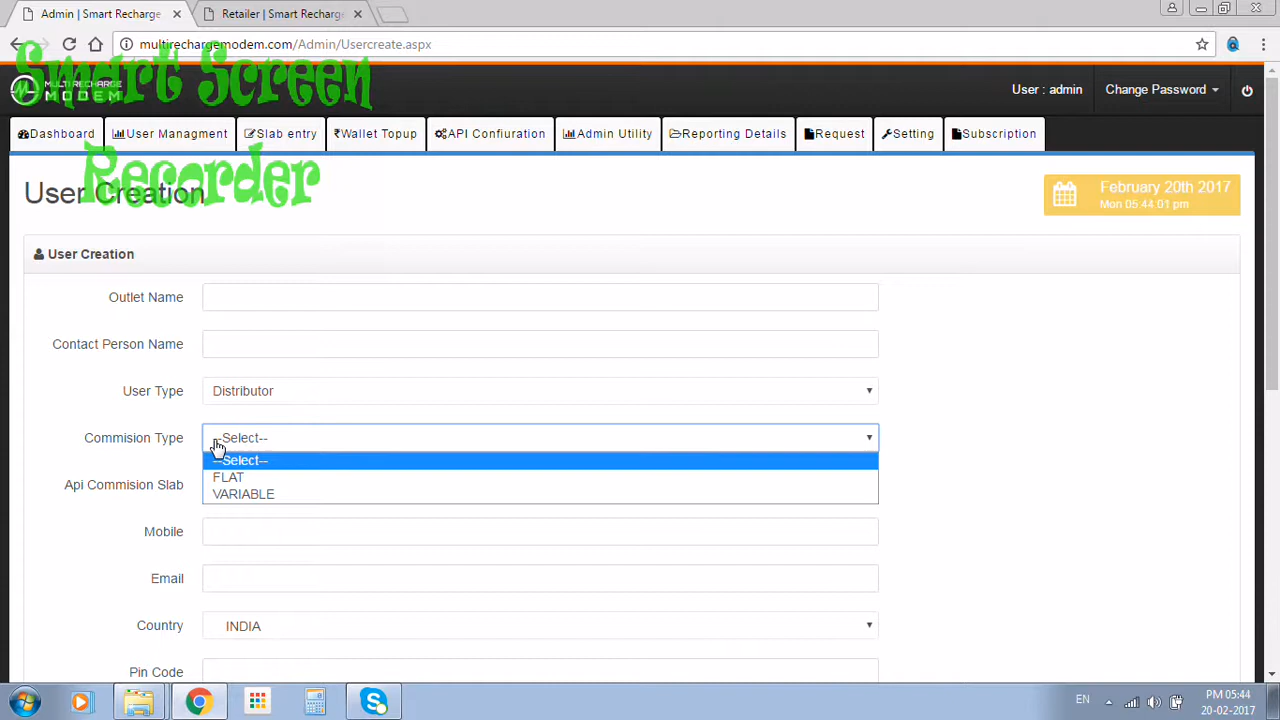 Admin | Smart Recharge
Retailer | Smart Recharg
multirechargemodem.com/Admin/Usercreate.aspx
Smart Screen
Recorder
MULTI RECHARGE
MODEM
User : admin
Change Password
Dashboard
User Managment
Slab entry
₹Wallet Topup
API Confiuration
Admin Utility
Reporting Details
Request
Setting
Subscription
User Creation
February 20th 2017
Mon 05:44:01 pm
User Creation
Outlet Name
Contact Person Name
User Type
Distributor
Commision Type
--Select--
--Select--
FLAT
VARIABLE
Api Commision Slab
Mobile
Email
Country
INDIA
Pin Code
EN
PM 05:44
20-02-2017